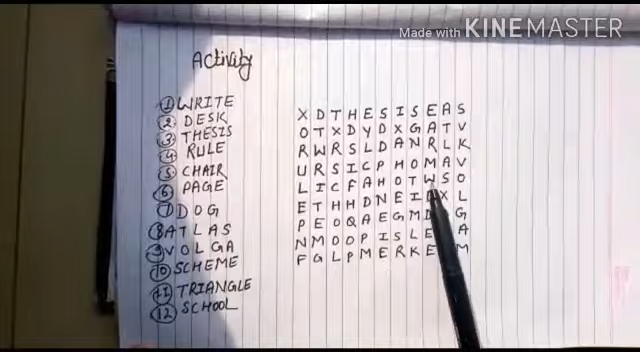 Made with KINEMASTER
Activity
1 WRITE
2 DESK
3 THESIS
4 RULE
5 CHAIR
6 PAGE
7 DOG
8 ATLAS
9 VOLGA
10 SCHEME
11 TRIANGLE
12 SCHOOL
X D T H E S I S E A S
O T X D Y D X G A T V
R W R S L D A N R L K
U R S I C P H O M A V
L I C F A H O T W S O
E T H H D N E I X L
P E O Q A E G M D G
N M O O P I S L E A
F G L P M E R K E M